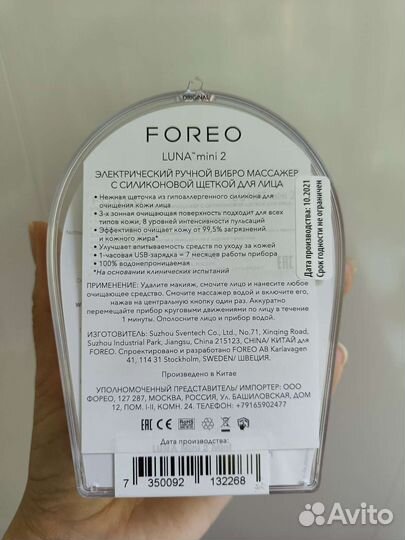 ORIGINAL
FOREO
LUNA™ mini 2
ЭЛЕКТРИЧЕСКИЙ РУЧНОЙ ВИБРО МАССАЖЕР
С СИЛИКОНОВОЙ ЩЕТКОЙ ДЛЯ ЛИЦА
• Нежная щеточка из гипоаллергенного силикона для
очищения кожи лица
• 3-х зонная очищающая поверхность подходит для всех
типов кожи, 8 уровней интенсивности пульсаций
• Эффективно очищает кожу от 99,5% загрязнений
и кожного жира*
• Улучшает впитываемость средств по уходу за кожей
• 1-часовая USB-зарядка = 7 месяцев работы прибора
• 100% водонепроницаемая
*На основании клинических испытаний
Дата производства: 10.2021
Срок годности не ограничен
ПРИМЕНЕНИЕ: Удалите макияж, смочите лицо и нанесите любое
очищающее средство. Смочите массажер водой и включите его,
нажав на центральную кнопку один раз. Аккуратно
перемещайте прибор круговыми движениями по лицу в течение
1 минуты. Ополосните лицо и прибор водой.
ИЗГОТОВИТЕЛЬ: Suzhou Sventech Co., Ltd., No.71, Xinqing Road,
Suzhou Industrial Park, Jiangsu, China 215123, CHINA/ КИТАЙ для
FOREO. Спроектировано и разработано FOREO AB Karlavagen
41, 114 31 Stockholm, SWEDEN/ ШВЕЦИЯ.
Произведено в Китае
УПОЛНОМОЧЕННЫЙ ПРЕДСТАВИТЕЛЬ/ ИМПОРТЕР: ООО
ФОРЕО, 127 287, МОСКВА, РОССИЯ, УЛ. БАШИЛОВСКАЯ, ДОМ
12, ПОМ. I-II, КОМ. 24 ТЕЛЕФОН: +79165902477
EAC CE
Дата производства:
7 350092 132268
Avito